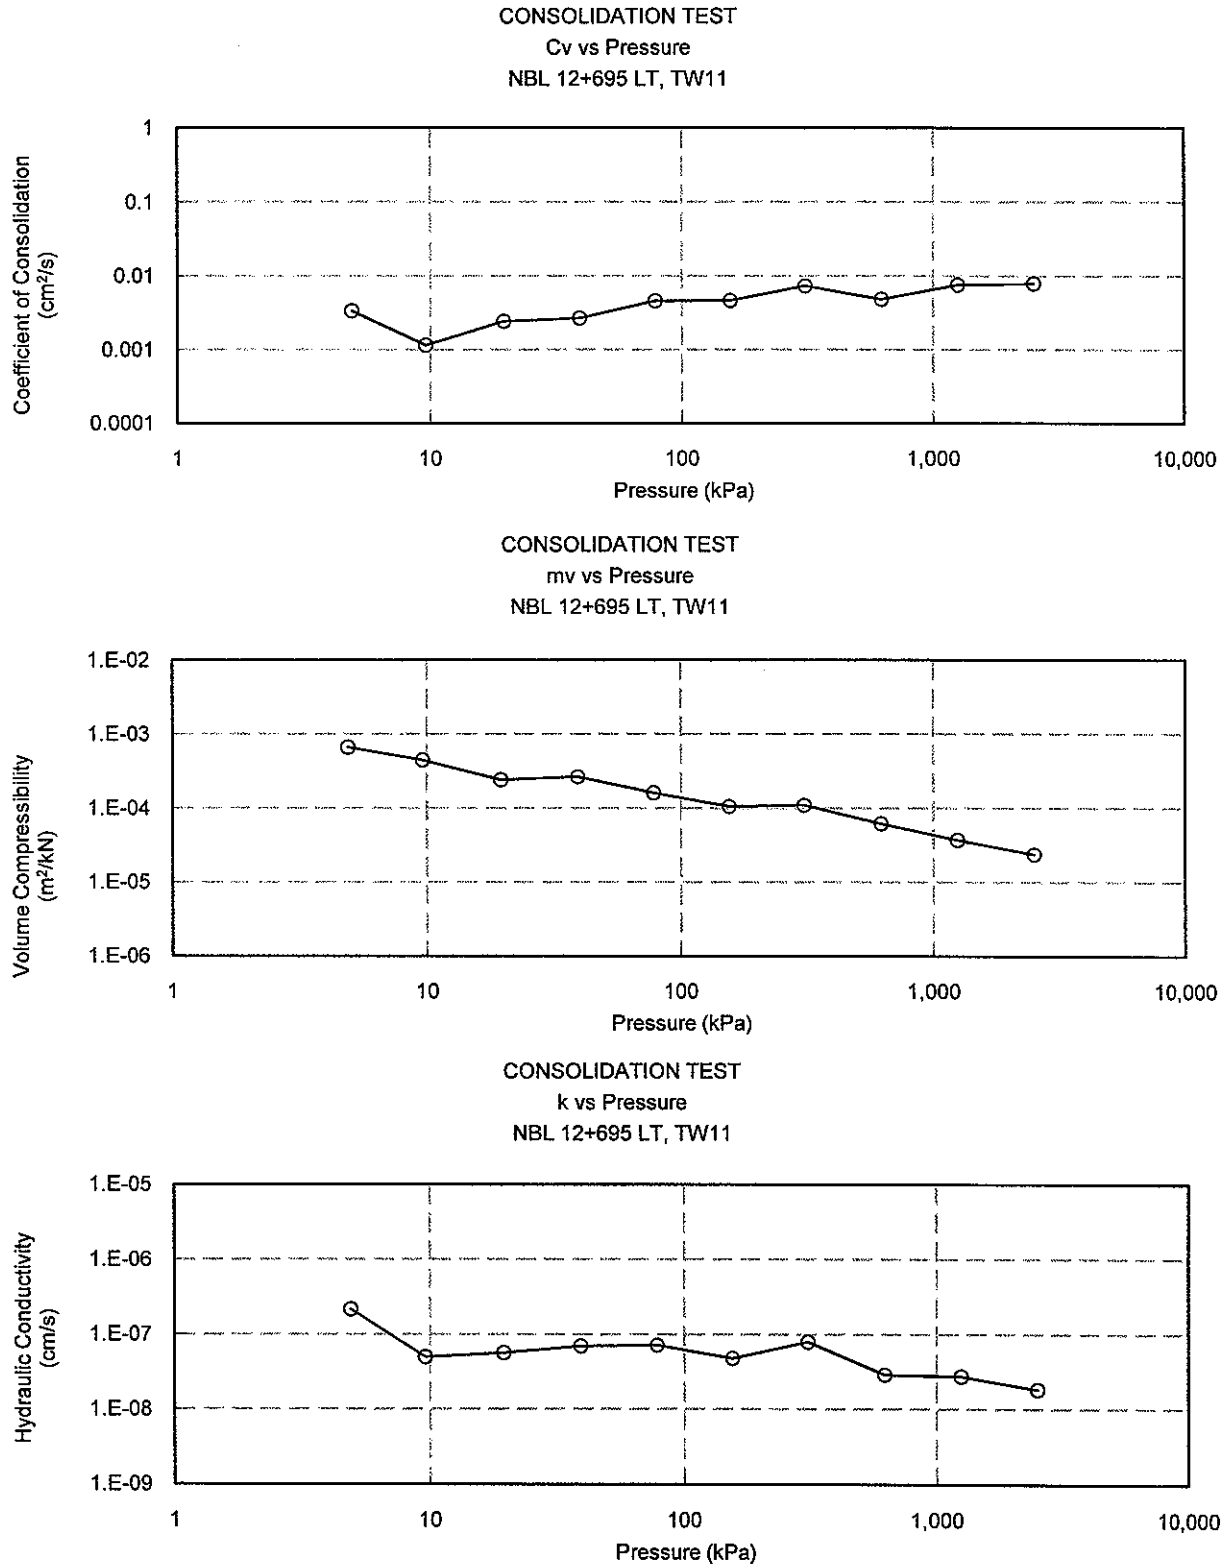 CONSOLIDATION TEST
Cv vs Pressure
NBL 12+695 LT, TW11
Coefficient of Consolidation
(cm²/s)
1
0.1
0.01
0.001
0.0001
1 10 100 1,000 10,000
Pressure (kPa)
CONSOLIDATION TEST
mv vs Pressure
NBL 12+695 LT, TW11
Volume Compressibility
(m²/kN)
1.E-02
1.E-03
1.E-04
1.E-05
1.E-06
1 10 100 1,000 10,000
Pressure (kPa)
CONSOLIDATION TEST
k vs Pressure
NBL 12+695 LT, TW11
Hydraulic Conductivity
(cm/s)
1.E-05
1.E-06
1.E-07
1.E-08
1.E-09
1 10 100 1,000 10,000
Pressure (kPa)